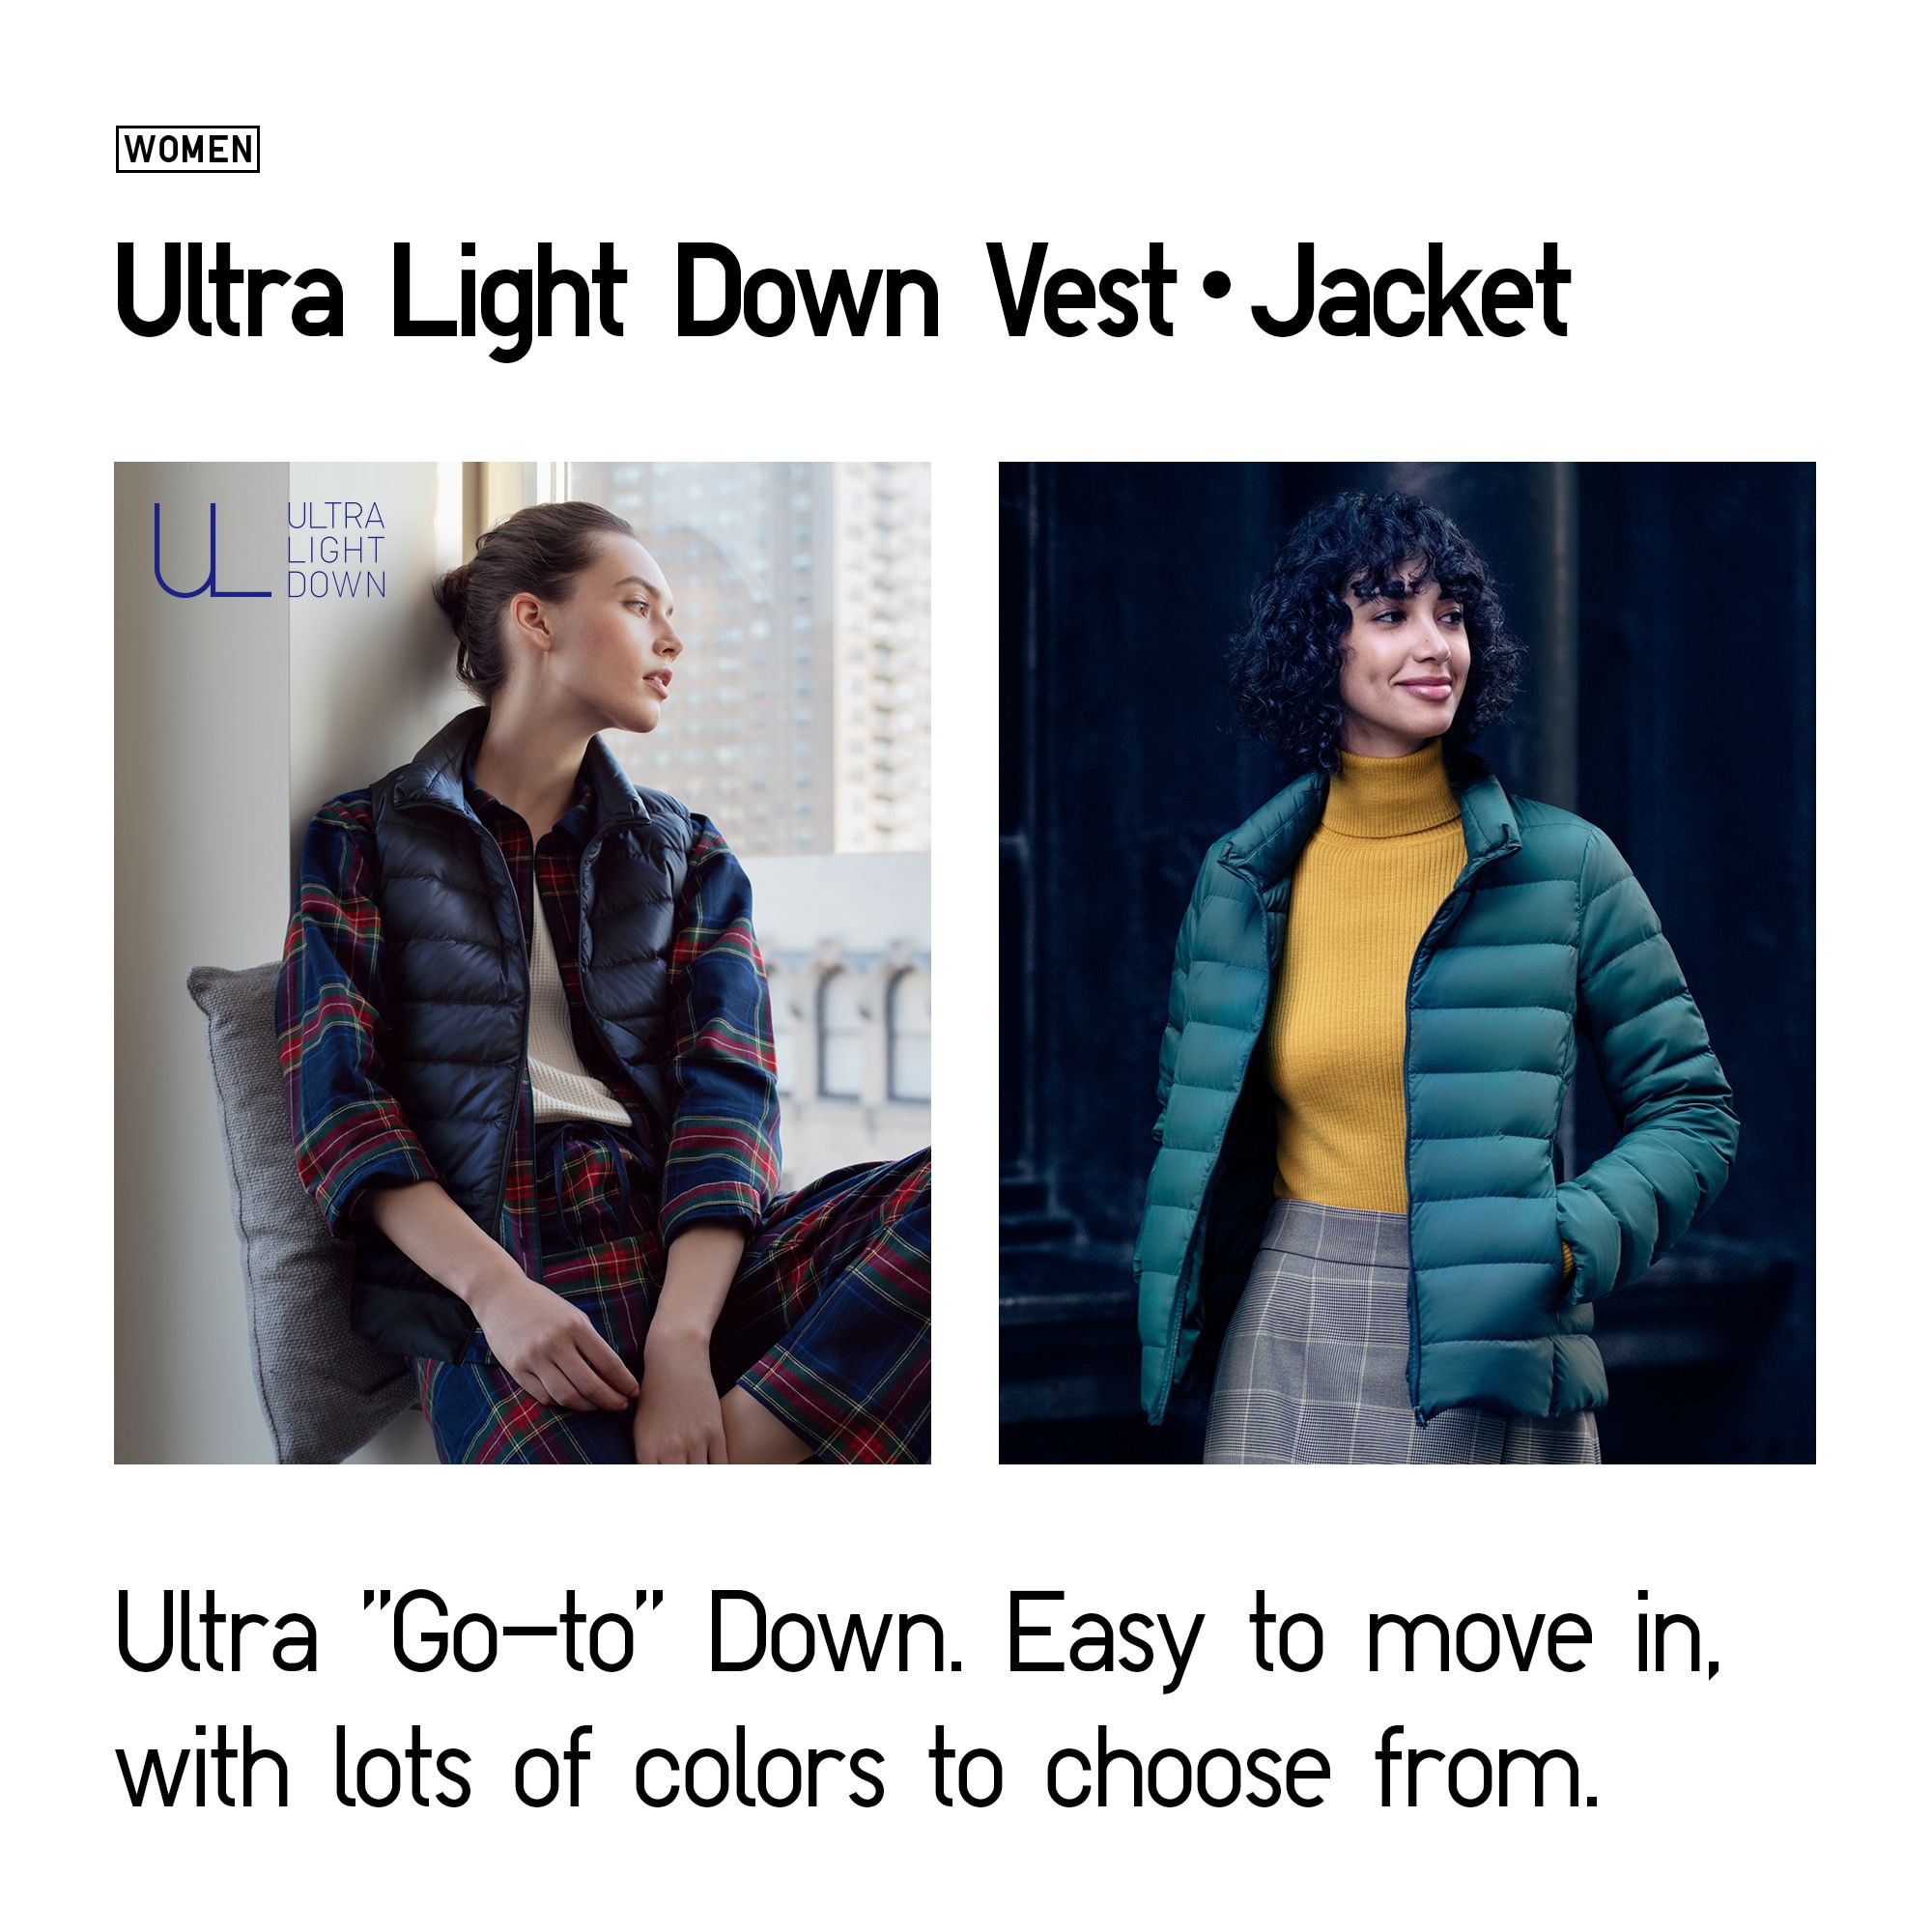 WOMEN
Ultra Light Down Vest・Jacket
UL
ULTRA
LIGHT
DOWN
Ultra "Go-to" Down. Easy to move in,
with lots of colors to choose from.